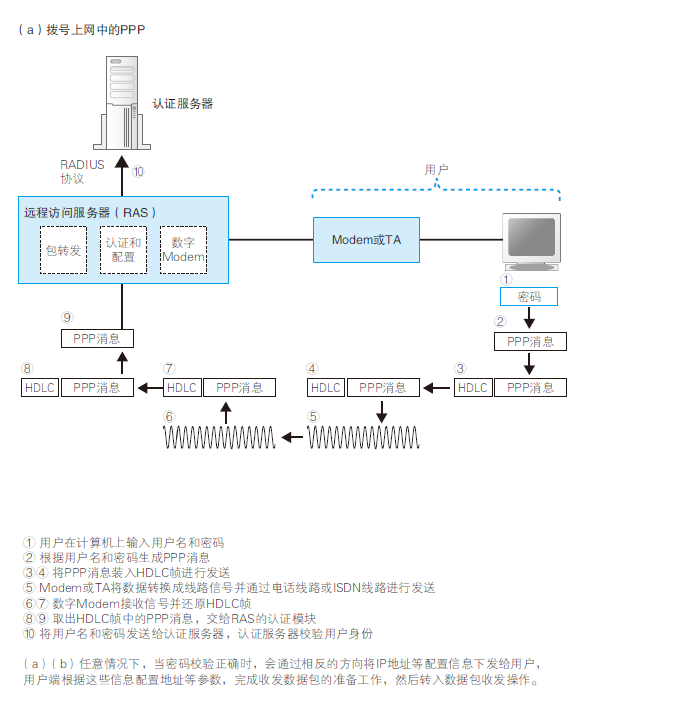 (a)拨号上网中的PPP
认证服务器
RADIUS
协议
⑩
用户
远程访问服务器(RAS)
包转发
认证和
配置
数字
Modem
Modem或TA
①
密码
②
PPP消息
⑨
PPP消息
⑧
HDLC
PPP消息
⑦
HDLC
PPP消息
④
HDLC
PPP消息
③
HDLC
PPP消息
⑥
⑤
① 用户在计算机上输入用户名和密码
② 根据用户名和密码生成PPP消息
③④ 将PPP消息装入HDLC帧进行发送
⑤ Modem或TA将数据转换成线路信号并通过电话线路或ISDN线路进行发送
⑥⑦ 数字Modem接收信号并还原HDLC帧
⑧⑨ 取出HDLC帧中的PPP消息，交给RAS的认证模块
⑩ 将用户名和密码发送给认证服务器，认证服务器校验用户身份
(a)(b)任意情况下，当密码校验正确时，会通过相反的方向将IP地址等配置信息下发给用户，
用户端根据这些信息配置地址等参数，完成收发数据包的准备工作，然后转入数据包收发操作。